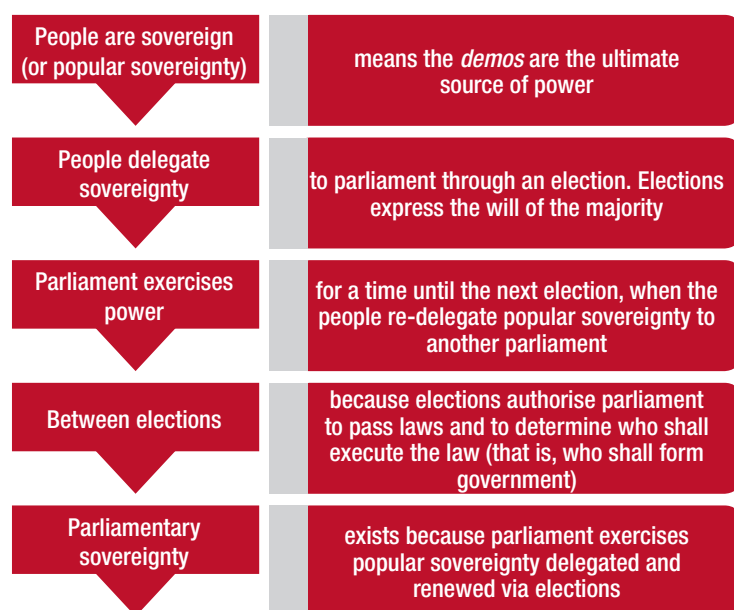 People are sovereign
(or popular sovereignty)
means the demos are the ultimate
source of power
People delegate
sovereignty
to parliament through an election. Elections
express the will of the majority
Parliament exercises
power
for a time until the next election, when the
people re-delegate popular sovereignty to
another parliament
Between elections
because elections authorise parliament
to pass laws and to determine who shall
execute the law (that is, who shall form
government)
Parliamentary
sovereignty
exists because parliament exercises
popular sovereignty delegated and
renewed via elections